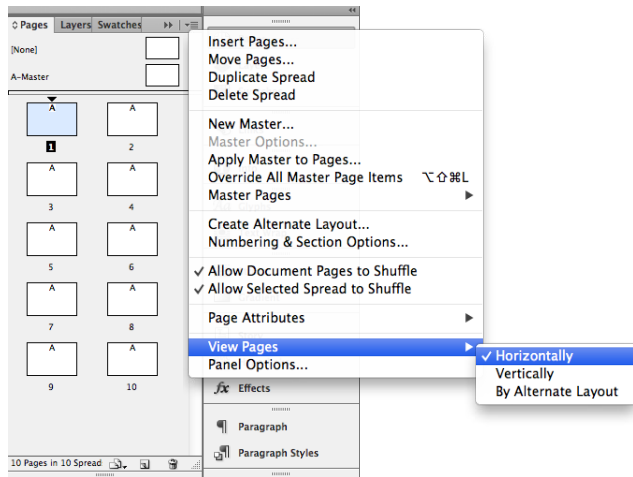 Pages Layers Swatches
[None]
A-Master
A A
1 2
A A
3 4
A A
5 6
A A
7 8
A A
9 10
10 Pages in 10 Spread
Insert Pages...
Move Pages...
Duplicate Spread
Delete Spread
New Master...
Master Options...
Apply Master to Pages...
Override All Master Page Items ⌥⇧⌘L
Master Pages
Create Alternate Layout...
Numbering & Section Options...
✓ Allow Document Pages to Shuffle
✓ Allow Selected Spread to Shuffle
Page Attributes
View Pages
Panel Options...
✓ Horizontally
Vertically
By Alternate Layout
fx Effects
Paragraph
Paragraph Styles